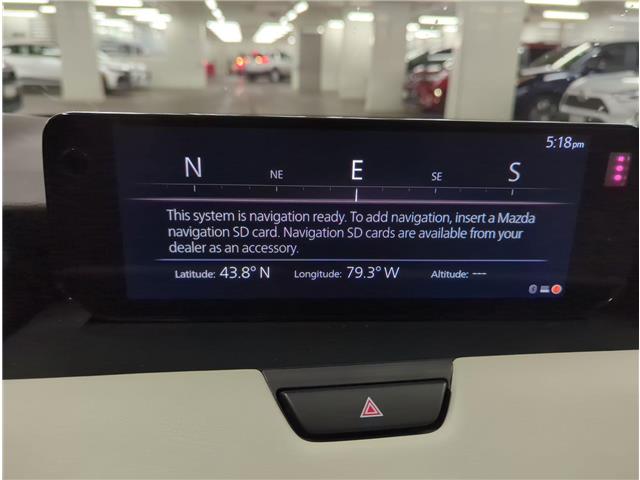 5:18pm
N NE E SE S
This system is navigation ready. To add navigation, insert a Mazda
navigation SD card. Navigation SD cards are available from your
dealer as an accessory.
Latitude: 43.8° N Longitude: 79.3° W Altitude: ---